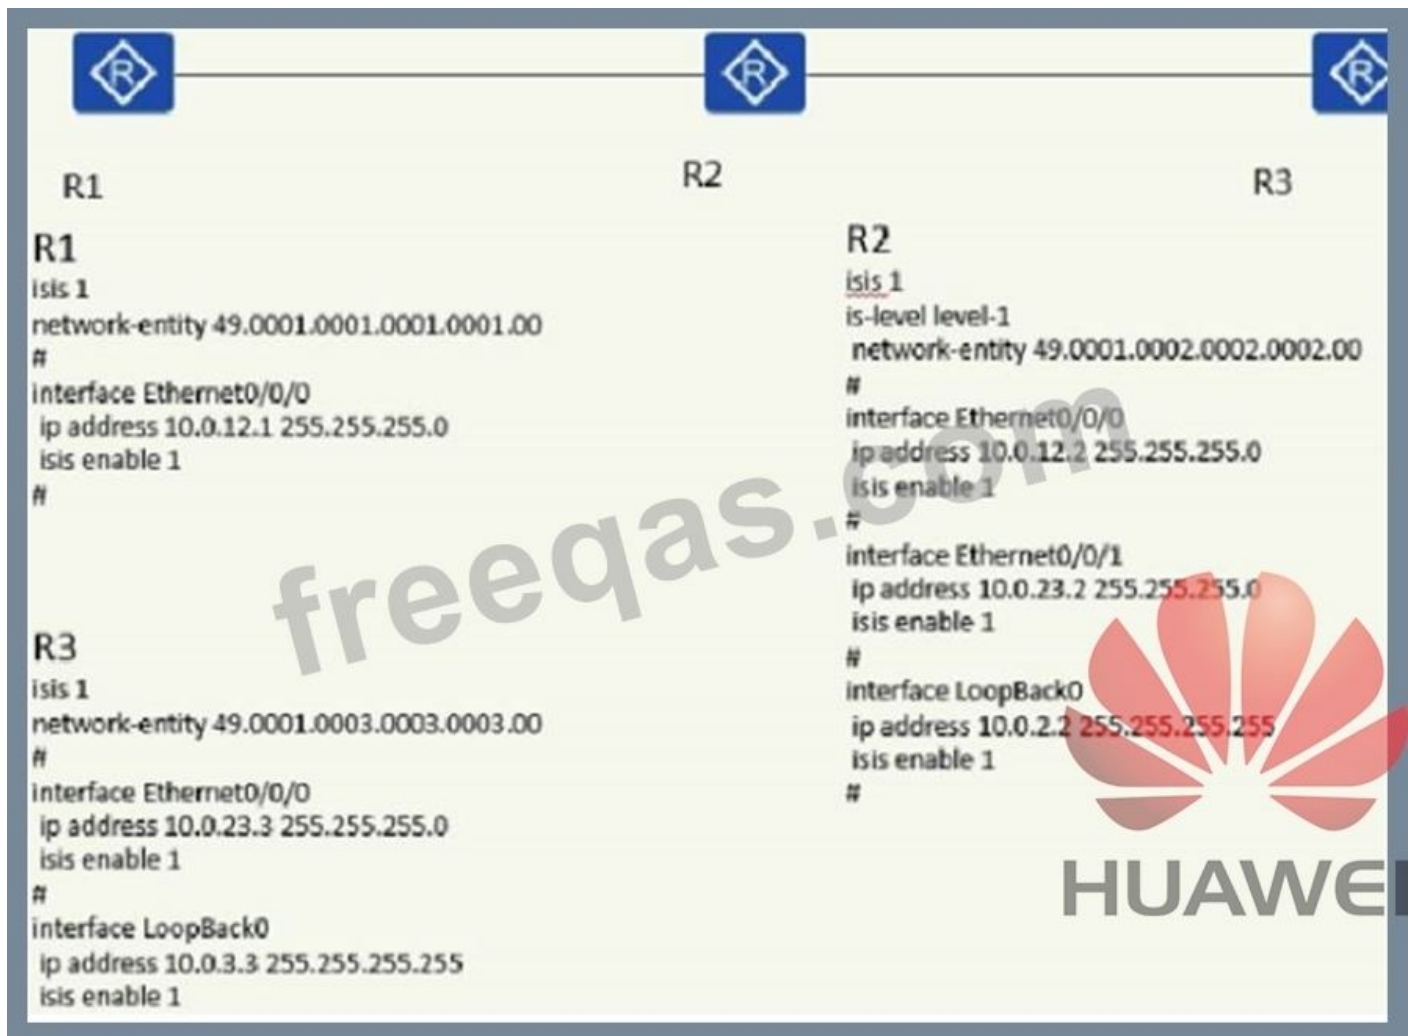 R
R
R
R1
R2
R3
R1
isis 1
network-entity 49.0001.0001.0001.0001.00
#
interface Ethernet0/0/0
ip address 10.0.12.1 255.255.255.0
isis enable 1
#
R3
isis 1
network-entity 49.0001.0003.0003.0003.00
#
interface Ethernet0/0/0
ip address 10.0.23.3 255.255.255.0
isis enable 1
#
interface LoopBack0
ip address 10.0.3.3 255.255.255.255
isis enable 1
R2
isis 1
is-level level-1
network-entity 49.0001.0002.0002.0002.00
#
interface Ethernet0/0/0
ip address 10.0.12.2 255.255.255.0
isis enable 1
#
interface Ethernet0/0/1
ip address 10.0.23.2 255.255.255.0
isis enable 1
#
interface LoopBack0
ip address 10.0.2.2 255.255.255.255
isis enable 1
#
freeqas.com
HUAWEI